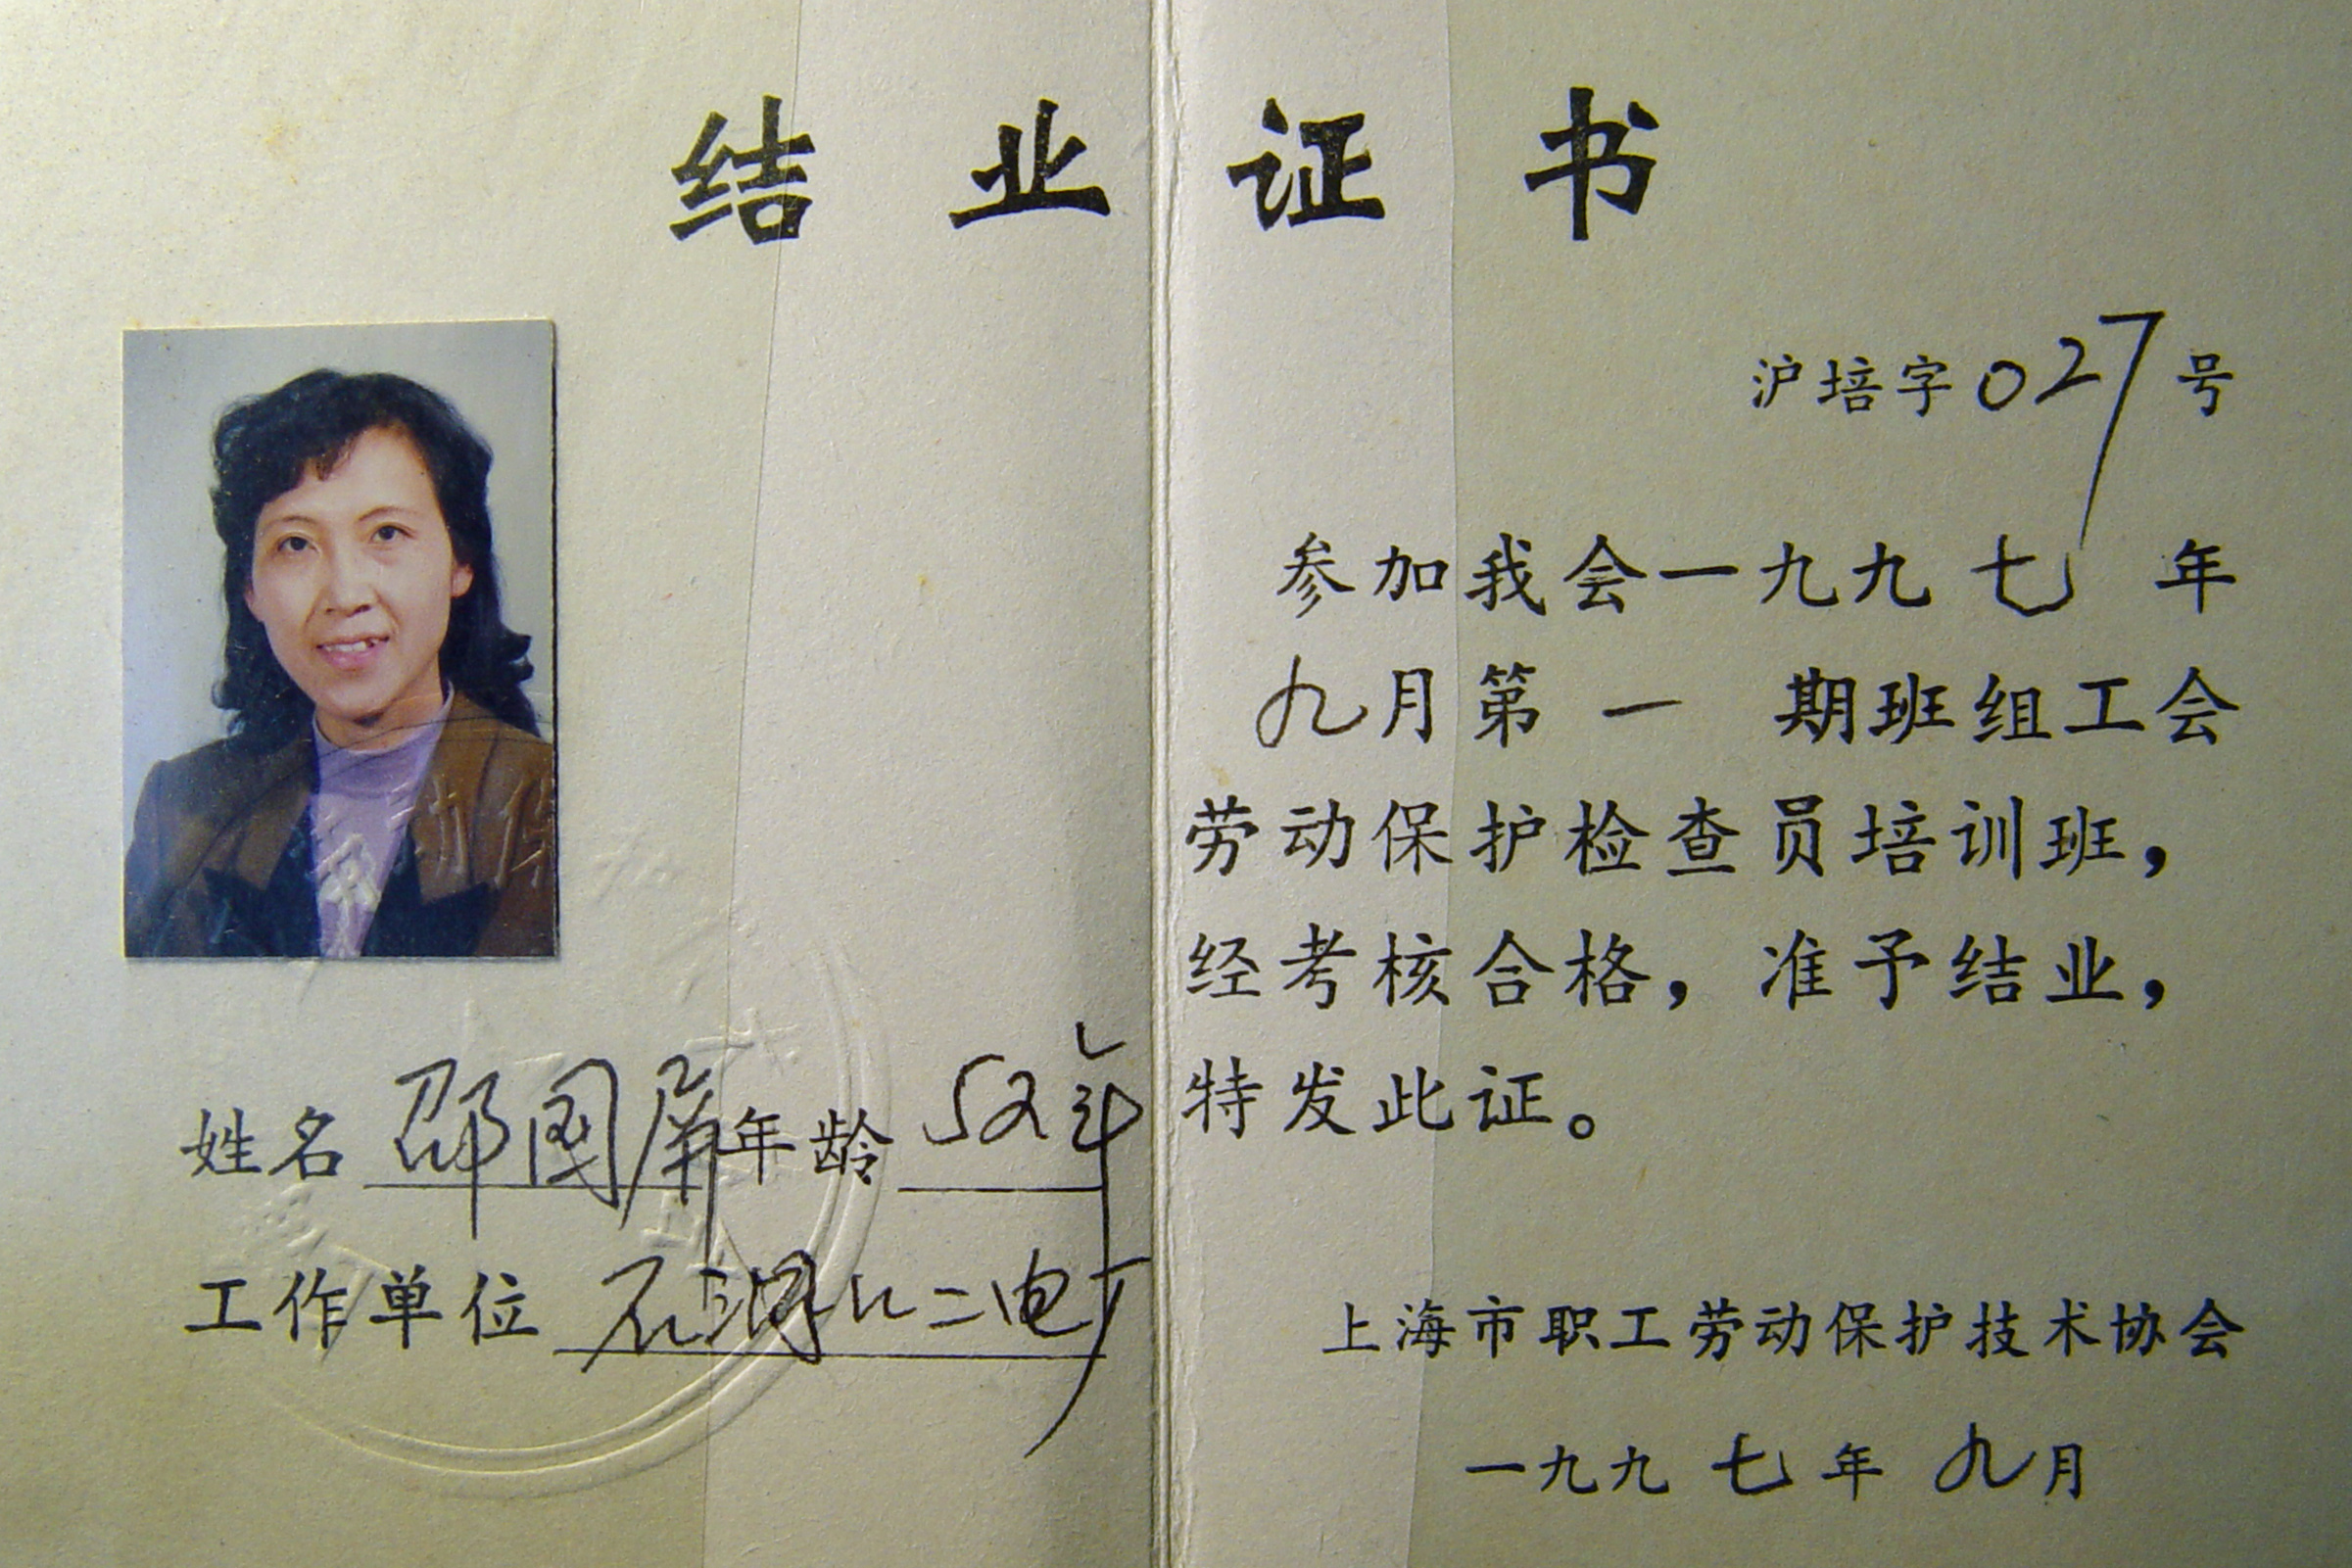 结业证书
沪培字027号
参加我会一九九七年
九月第一期班组工会
劳动保护检查员培训班，
经考核合格，准予结业，
特发此证。
上海市职工劳动保护技术协会
一九九七年九月
姓名 邵国屏 年龄 52年
工作单位 石洞口二电厂